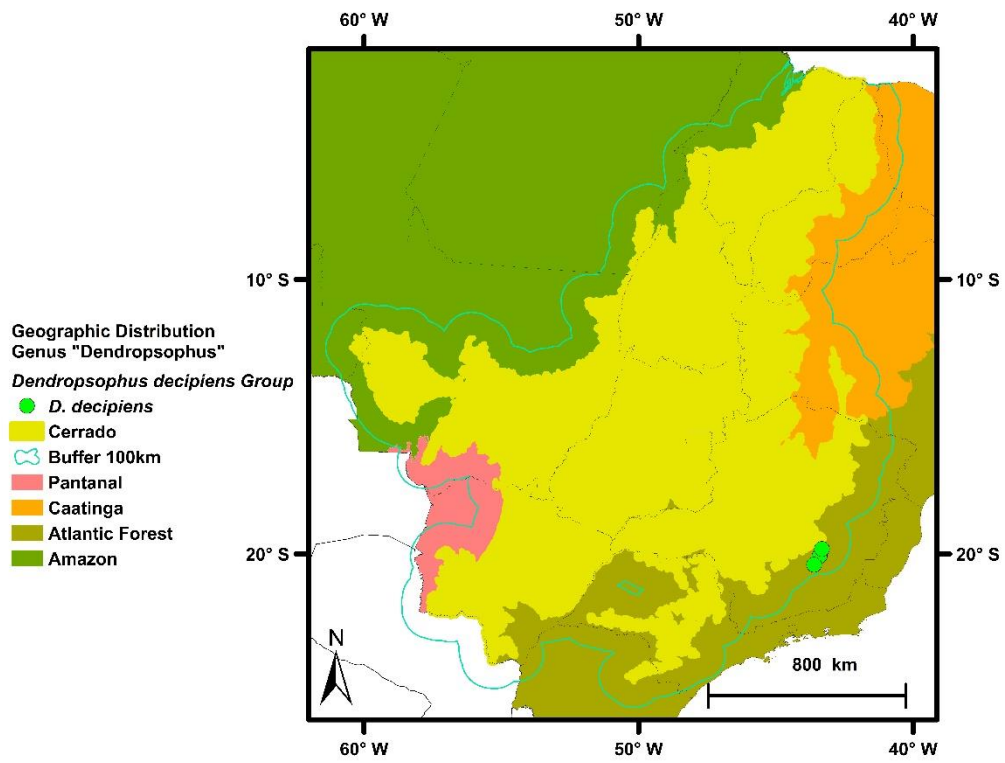 60° W
50° W
40° W
10° S
10° S
Geographic Distribution
Genus "Dendropsophus"
Dendropsophus decipiens Group
D. decipiens
Cerrado
Buffer 100km
Pantanal
Caatinga
Atlantic Forest
Amazon
20° S
20° S
N
800 km
60° W
50° W
40° W